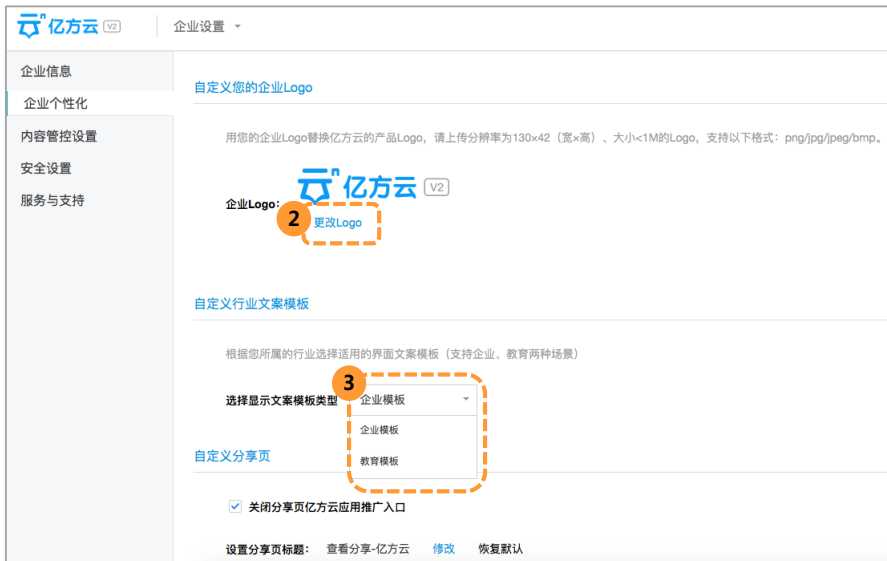 亿方云 V2 企业设置
企业信息
企业个性化
内容管控设置
安全设置
服务与支持
自定义您的企业Logo
用您的企业Logo替换亿方云的产品Logo，请上传分辨率为130×42（宽×高）、大小<1M的Logo，支持以下格式：png/jpg/jpeg/bmp。
企业Logo： 亿方云 V2
2 更改Logo
自定义行业文案模板
根据您所属的行业选择适用的界面文案模板（支持企业、教育两种场景）
3
选择显示文案模板类型 企业模板
企业模板
教育模板
自定义分享页
关闭分享页亿方云应用推广入口
设置分享页标题： 查看分享-亿方云 修改 恢复默认